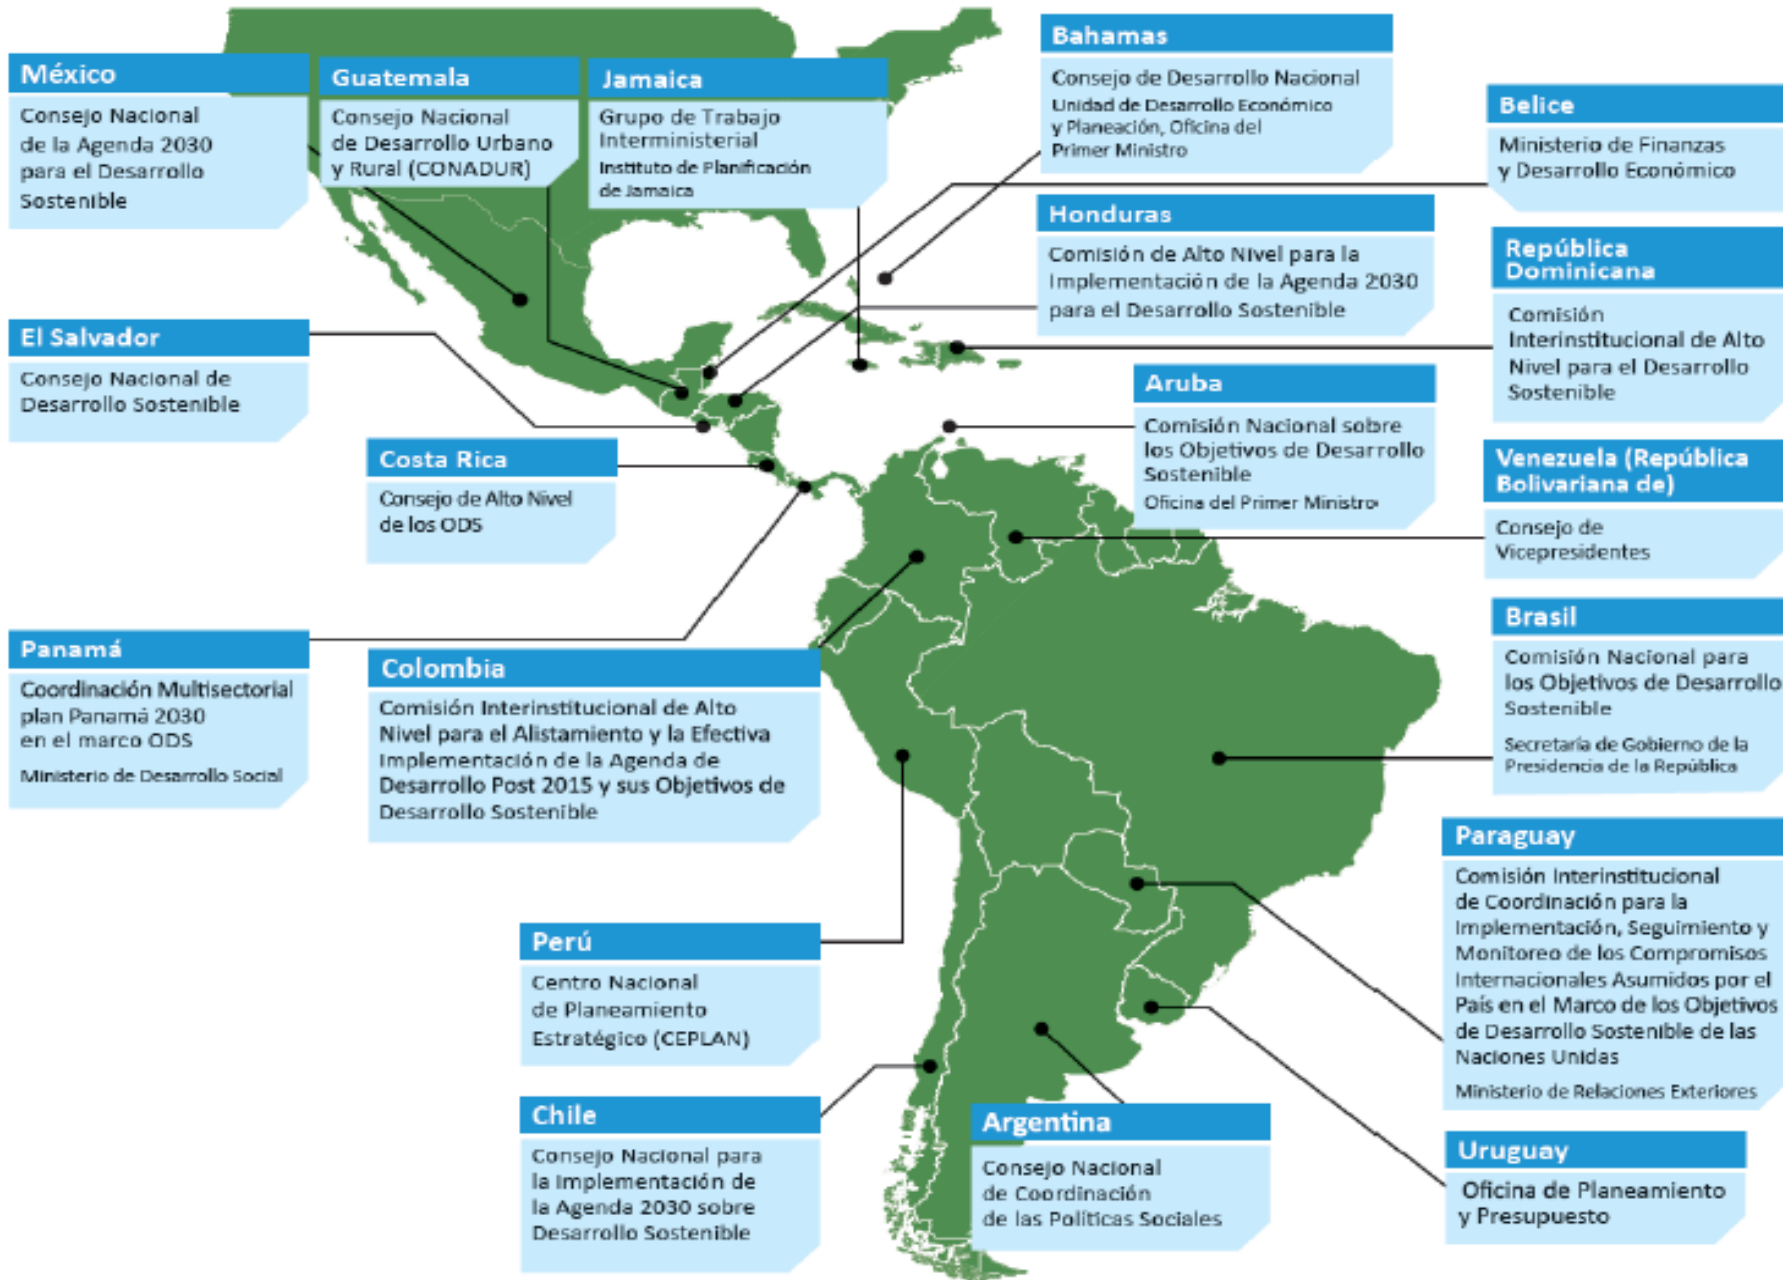 México
Consejo Nacional
de la Agenda 2030
para el Desarrollo
Sostenible
Guatemala
Consejo Nacional
de Desarrollo Urbano
y Rural (CONADUR)
Jamaica
Grupo de Trabajo
Interministerial
Instituto de Planificación
de Jamaica
Bahamas
Consejo de Desarrollo Nacional
Unidad de Desarrollo Económico
y Planeación, Oficina del
Primer Ministro
Belice
Ministerio de Finanzas
y Desarrollo Económico
Honduras
Comisión de Alto Nivel para la
Implementación de la Agenda 2030
para el Desarrollo Sostenible
República
Dominicana
Comisión
Interinstitucional de Alto
Nivel para el Desarrollo
Sostenible
El Salvador
Consejo Nacional de
Desarrollo Sostenible
Aruba
Comisión Nacional sobre
los Objetivos de Desarrollo
Sostenible
Oficina del Primer Ministro
Costa Rica
Consejo de Alto Nivel
de los ODS
Venezuela (República
Bolivariana de)
Consejo de
Vicepresidentes
Panamá
Coordinación Multisectorial
plan Panamá 2030
en el marco ODS
Ministerio de Desarrollo Social
Colombia
Comisión Interinstitucional de Alto
Nivel para el Alistamiento y la Efectiva
Implementación de la Agenda de
Desarrollo Post 2015 y sus Objetivos de
Desarrollo Sostenible
Brasil
Comisión Nacional para
los Objetivos de Desarrollo
Sostenible
Secretaría de Gobierno de la
Presidencia de la República
Paraguay
Comisión Interinstitucional
de Coordinación para la
Implementación, Seguimiento y
Monitoreo de los Compromisos
Internacionales Asumidos por el
País en el Marco de los Objetivos
de Desarrollo Sostenible de las
Naciones Unidas
Ministerio de Relaciones Exteriores
Perú
Centro Nacional
de Planeamiento
Estratégico (CEPLAN)
Chile
Consejo Nacional para
la Implementación de
la Agenda 2030 sobre
Desarrollo Sostenible
Argentina
Consejo Nacional
de Coordinación
de las Políticas Sociales
Uruguay
Oficina de Planeamiento
y Presupuesto